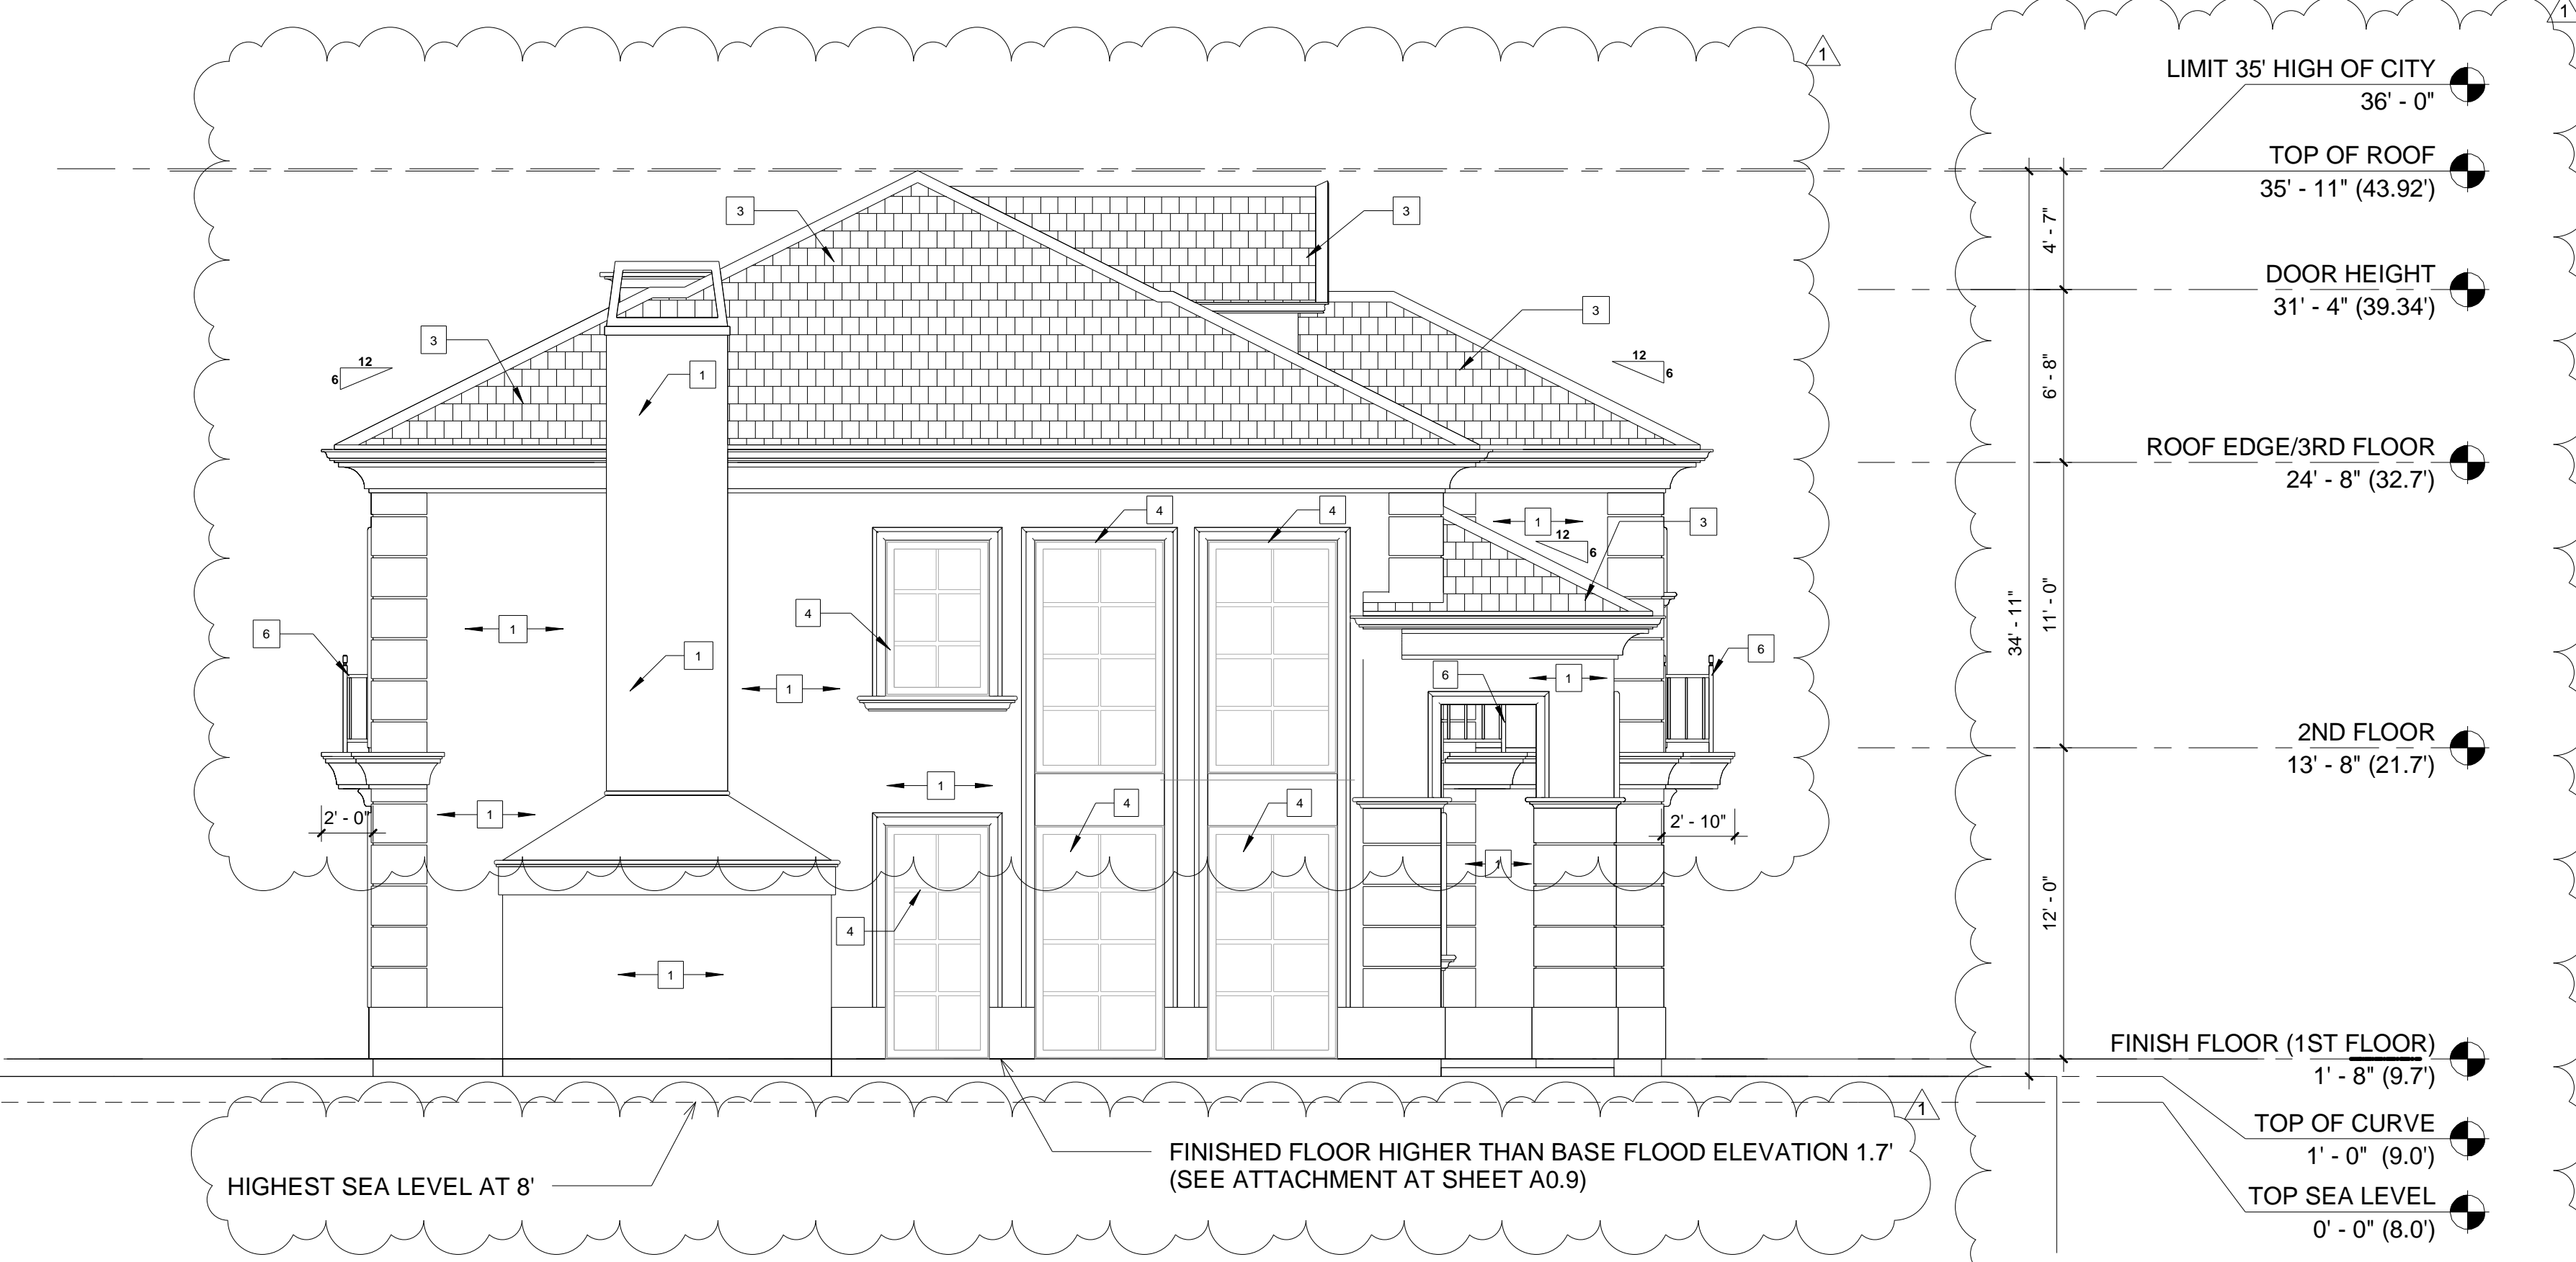 1
1
LIMIT 35' HIGH OF CITY
36' - 0"
TOP OF ROOF
35' - 11" (43.92')
3
3
4' - 7"
DOOR HEIGHT
31' - 4" (39.34')
3
3
12
6
12
6
1
6' - 8"
ROOF EDGE/3RD FLOOR
24' - 8" (32.7')
4
4
1
3
12
6
34' - 11"
11' - 0"
6
1
4
1
6
1
6
1
1
2ND FLOOR
13' - 8" (21.7')
1
4
4
1
2' - 0"
2' - 10"
1
12' - 0"
4
1
FINISH FLOOR (1ST FLOOR)
1' - 8" (9.7')
1
TOP OF CURVE
1' - 0" (9.0')
FINISHED FLOOR HIGHER THAN BASE FLOOD ELEVATION 1.7'
(SEE ATTACHMENT AT SHEET A0.9)
HIGHEST SEA LEVEL AT 8'
TOP SEA LEVEL
0' - 0" (8.0')